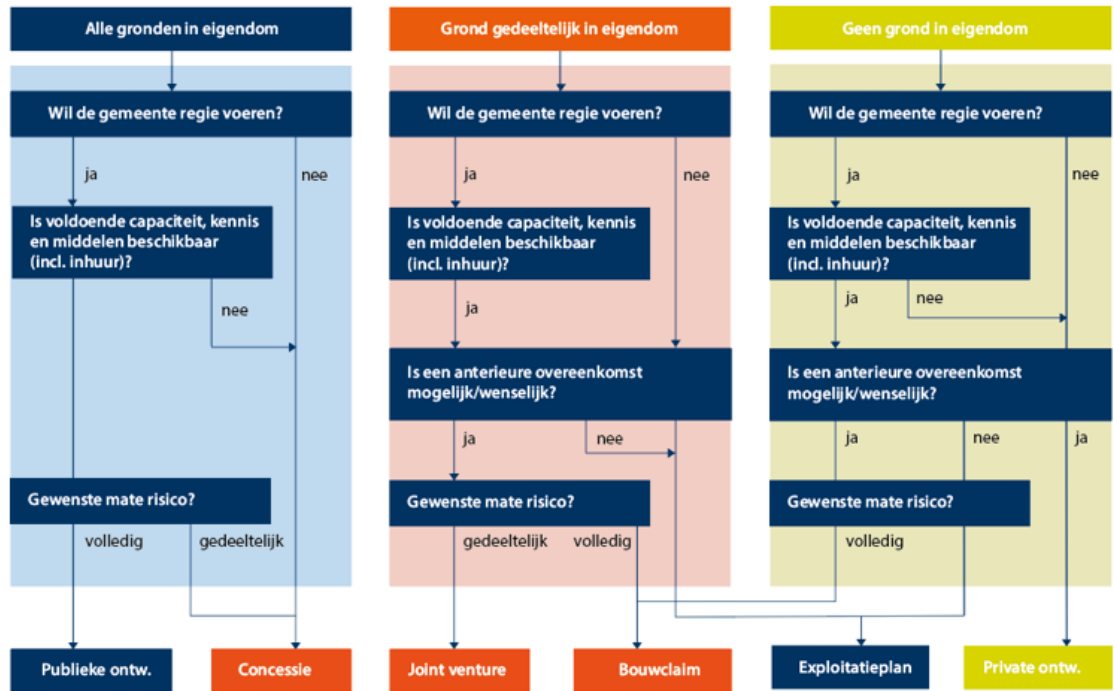 Alle gronden in eigendom
Wil de gemeente regie voeren?
ja
nee
Is voldoende capaciteit, kennis
en middelen beschikbaar
(incl. inhuur)?
nee
Gewenste mate risico?
volledig
gedeeltelijk
Publieke ontw.
Concessie
Grond gedeeltelijk in eigendom
Wil de gemeente regie voeren?
ja
nee
Is voldoende capaciteit, kennis
en middelen beschikbaar
(incl. inhuur)?
ja
Is een anterieure overeenkomst
mogelijk/wenselijk?
ja
nee
Gewenste mate risico?
gedeeltelijk
volledig
Joint venture
Bouwclaim
Geen grond in eigendom
Wil de gemeente regie voeren?
ja
nee
Is voldoende capaciteit, kennis
en middelen beschikbaar
(incl. inhuur)?
ja
nee
Is een anterieure overeenkomst
mogelijk/wenselijk?
ja
nee
ja
Gewenste mate risico?
volledig
Exploitatieplan
Private ontw.